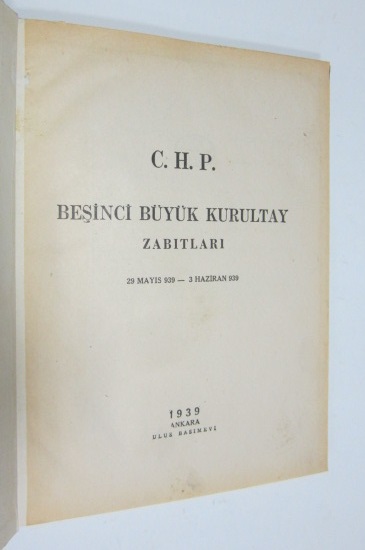 C. H. P.
BEŞİNCİ BÜYÜK KURULTAY
ZABITLARI
29 MAYIS 939 — 3 HAZİRAN 939
1939
ANKARA
ULUS BASIMEVİ